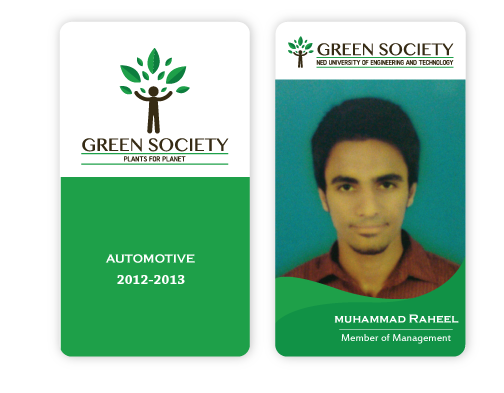 GREEN SOCIETY
PLANTS FOR PLANET
AUTOMOTIVE
2012-2013
GREEN SOCIETY
NED UNIVERSITY OF ENGINEERING AND TECHNOLOGY
MUHAMMAD RAHEEL
Member of Management